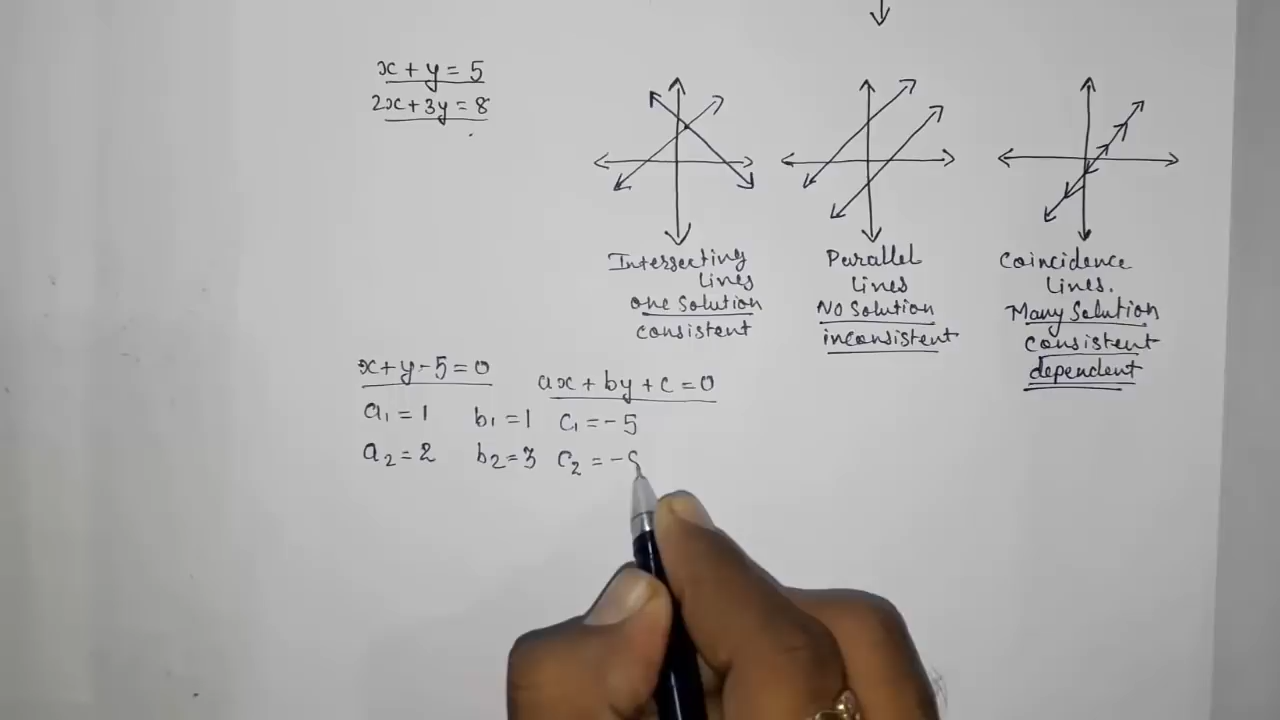 x + y = 5
2x + 3y = 8
Intersecting
lines
one solution
consistent
Parallel
lines
No solution
inconsistent
Coincidence
lines.
Many solution
consistent
dependent
x + y - 5 = 0
ax + by + c = 0
a₁ = 1 b₁ = 1 c₁ = -5
a₂ = 2 b₂ = 3 c₂ = -